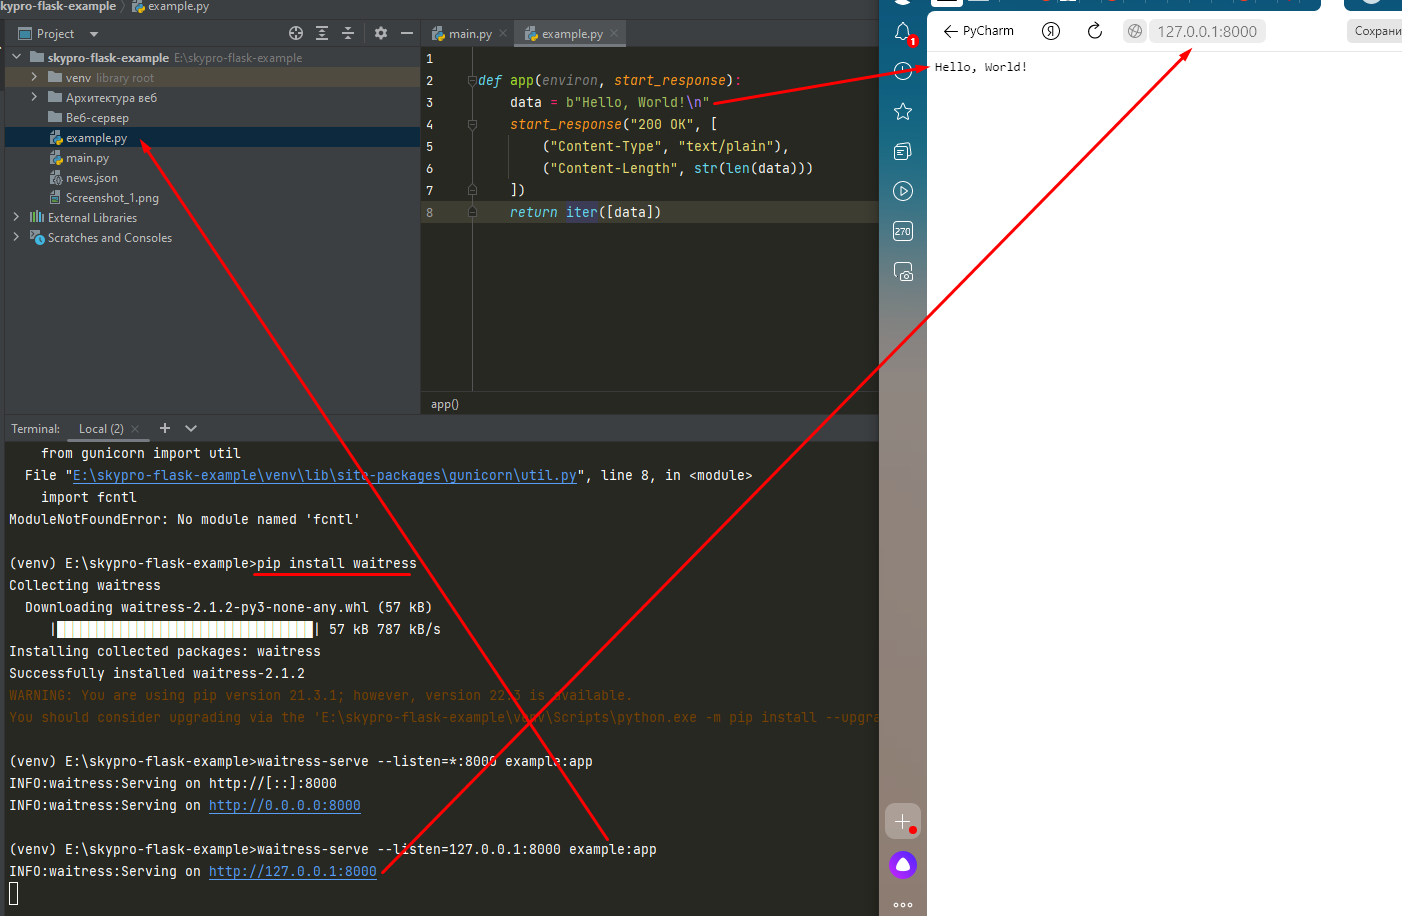 kypro-flask-example
example.py
Project
skypro-flask-example E:\skypro-flask-example
venv library root
Архитектура веб
Веб-сервер
example.py
main.py
news.json
Screenshot_1.png
External Libraries
Scratches and Consoles
main.py
example.py
1
2 def app(environ, start_response):
3 data = b"Hello, World!\n"
4 start_response("200 OK", [
5 ("Content-Type", "text/plain"),
6 ("Content-Length", str(len(data)))
7 ])
8 return iter([data])
app()
1
270
PyCharm
Я
127.0.0.1:8000
Сохрани
Hello, World!
Terminal:
Local (2)
from gunicorn import util
File "E:\skypro-flask-example\venv\lib\site-packages\gunicorn\util.py", line 8, in <module>
import fcntl
ModuleNotFoundError: No module named 'fcntl'
(venv) E:\skypro-flask-example>pip install waitress
Collecting waitress
Downloading waitress-2.1.2-py3-none-any.whl (57 kB)
| | 57 kB 787 kB/s
Installing collected packages: waitress
Successfully installed waitress-2.1.2
WARNING: You are using pip version 21.3.1; however, version 22.3 is available.
You should consider upgrading via the 'E:\skypro-flask-example\venv\Scripts\python.exe -m pip install --upgra
(venv) E:\skypro-flask-example>waitress-serve --listen=*:8000 example:app
INFO:waitress:Serving on http://[::]:8000
INFO:waitress:Serving on http://0.0.0.0:8000
(venv) E:\skypro-flask-example>waitress-serve --listen=127.0.0.1:8000 example:app
INFO:waitress:Serving on http://127.0.0.1:8000